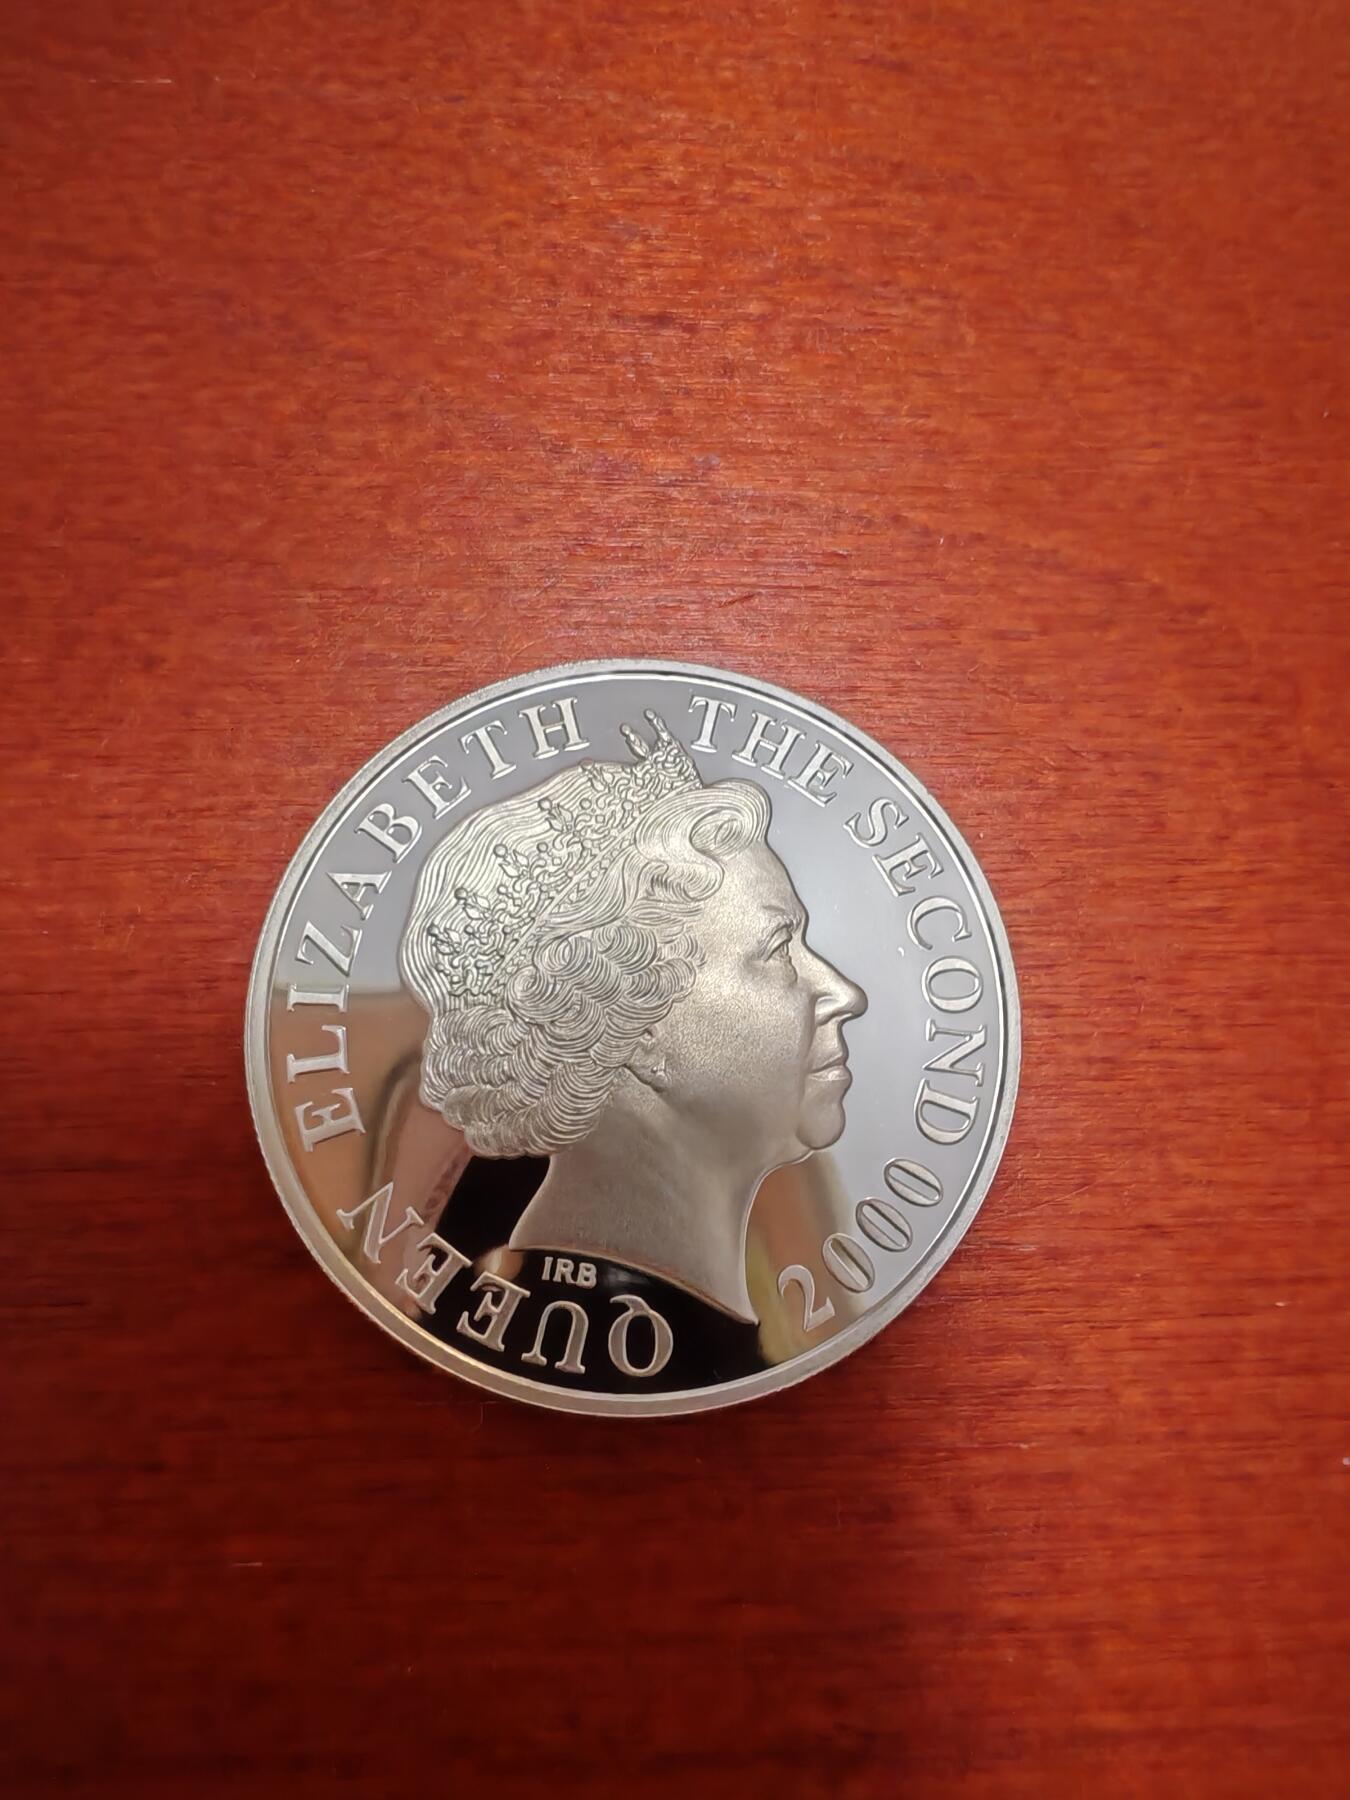 QUEEN ELIZABETH THE SECOND 2000
IRB